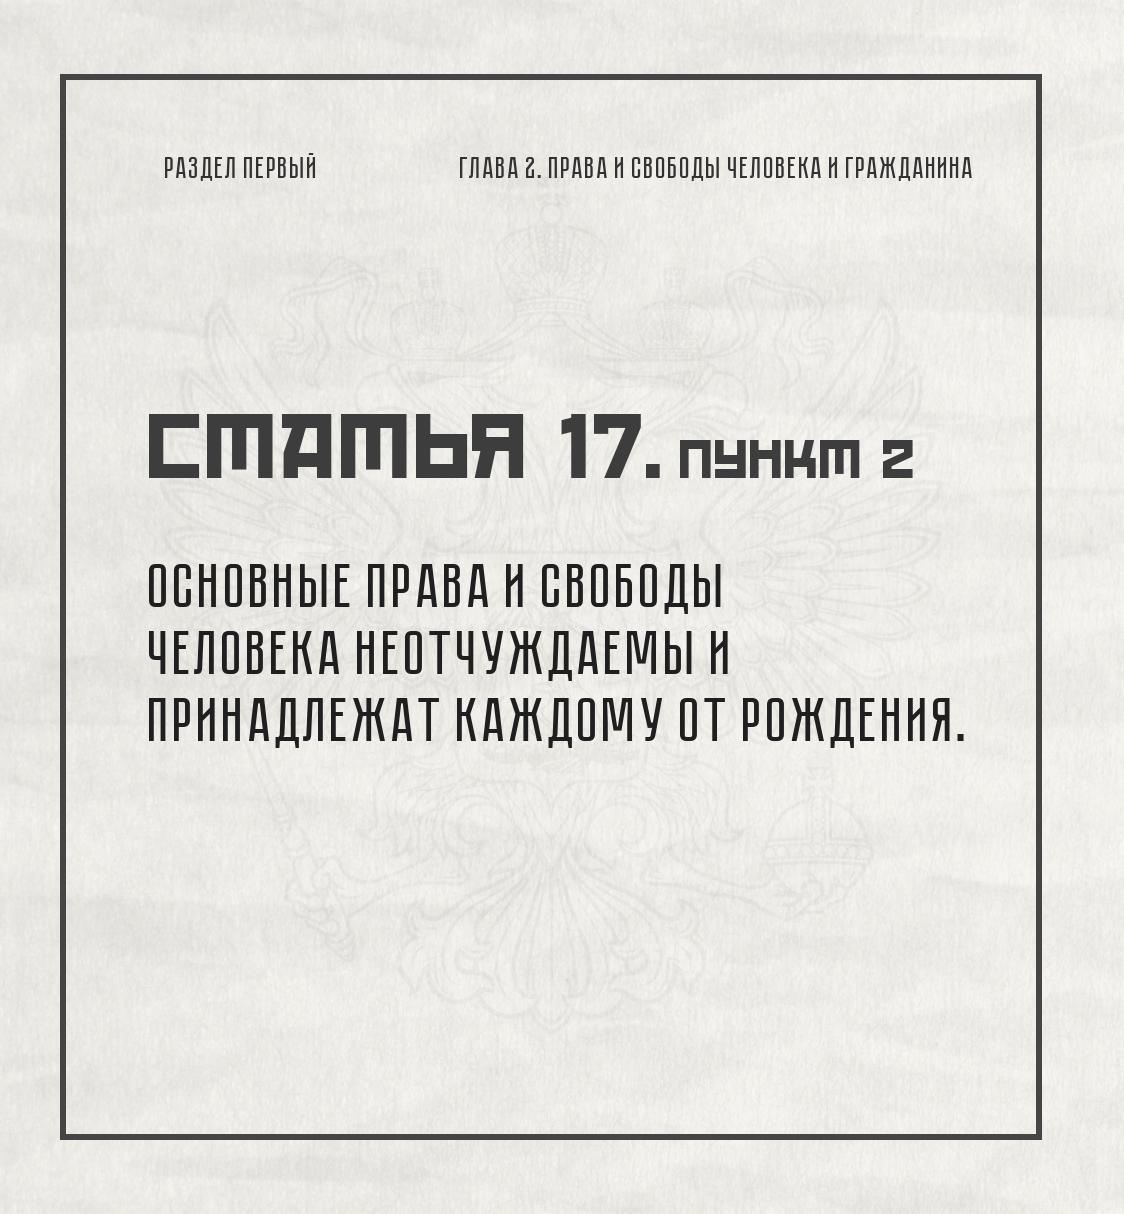 РАЗДЕЛ ПЕРВЫЙ
ГЛАВА 2. ПРАВА И СВОБОДЫ ЧЕЛОВЕКА И ГРАЖДАНИНА
СТАТЬЯ 17. ПУНКТ 2
ОСНОВНЫЕ ПРАВА И СВОБОДЫ
ЧЕЛОВЕКА НЕОТЧУЖДАЕМЫ И
ПРИНАДЛЕЖАТ КАЖДОМУ ОТ РОЖДЕНИЯ.